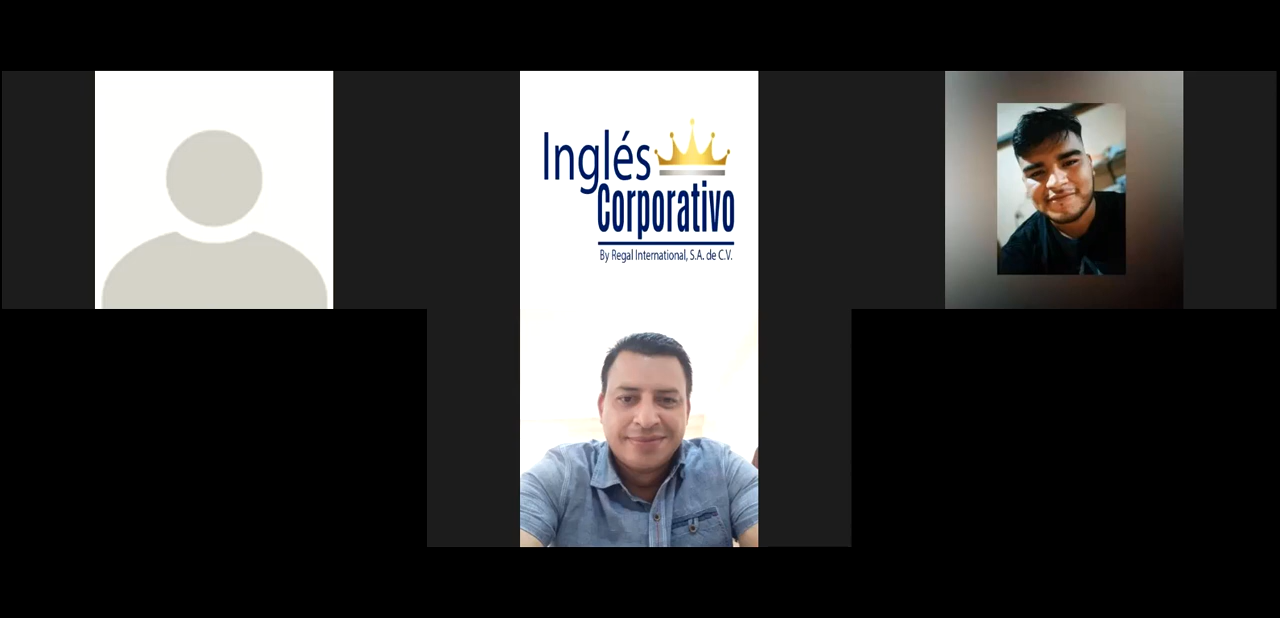 Inglés
Corporativo
By Regal International, S.A. de C.V.